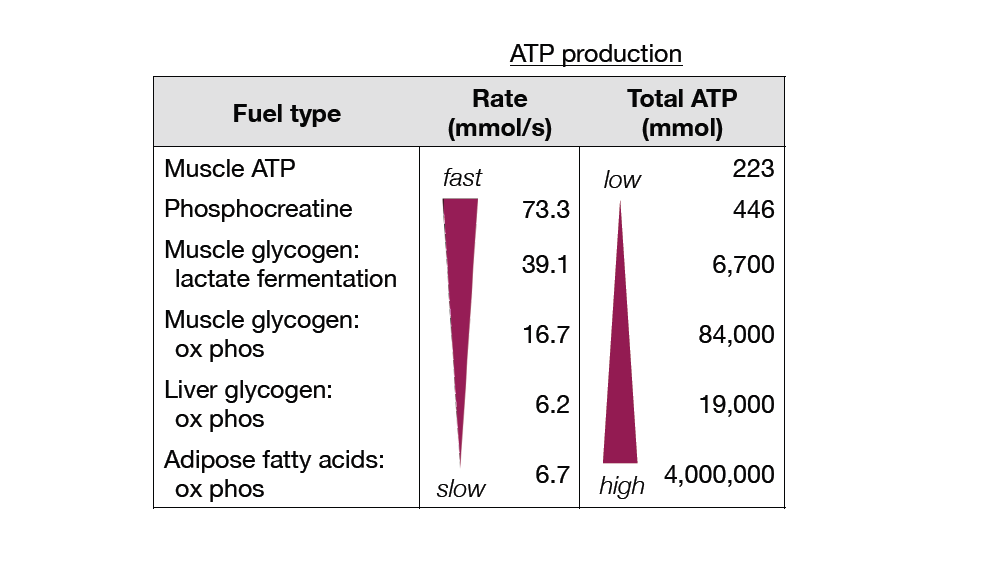 ATP production
Fuel type
Rate
(mmol/s)
Total ATP
(mmol)
Muscle ATP
fast
low
223
Phosphocreatine
73.3
446
Muscle glycogen:
lactate fermentation
39.1
6,700
Muscle glycogen:
ox phos
16.7
84,000
Liver glycogen:
ox phos
6.2
19,000
Adipose fatty acids:
ox phos
slow
6.7
high
4,000,000